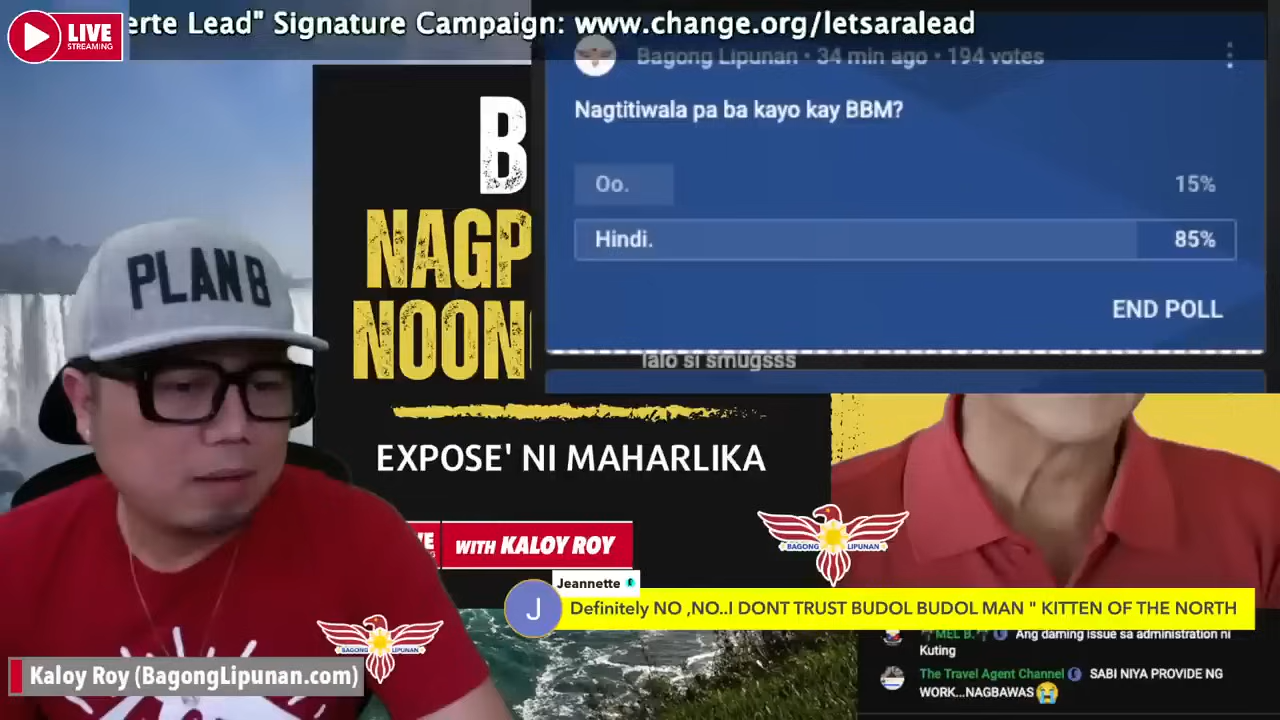 erte Lead" Signature Campaign: www.change.org/letsaralead
LIVE
STREAMING
Bagong Lipunan • 34 min ago • 194 votes
Nagtitiwala pa ba kayo kay BBM?
Oo.
15%
Hindi.
85%
END POLL
lalo si smugsss
B
NAGP
NOON
EXPOSE' NI MAHARLIKA
PLAN B
WITH KALOY ROY
BAGONG LIPUNAN
Jeannette
J
Definitely NO ,NO..I DONT TRUST BUDOL BUDOL MAN " KITTEN OF THE NORTH
MEL B. Ang daming issue sa administration ni
Kuting
The Travel Agent Channel SABI NIYA PROVIDE NG
WORK...NAGBAWAS😭
BAGONG LIPUNAN
Kaloy Roy (BagongLipunan.com)